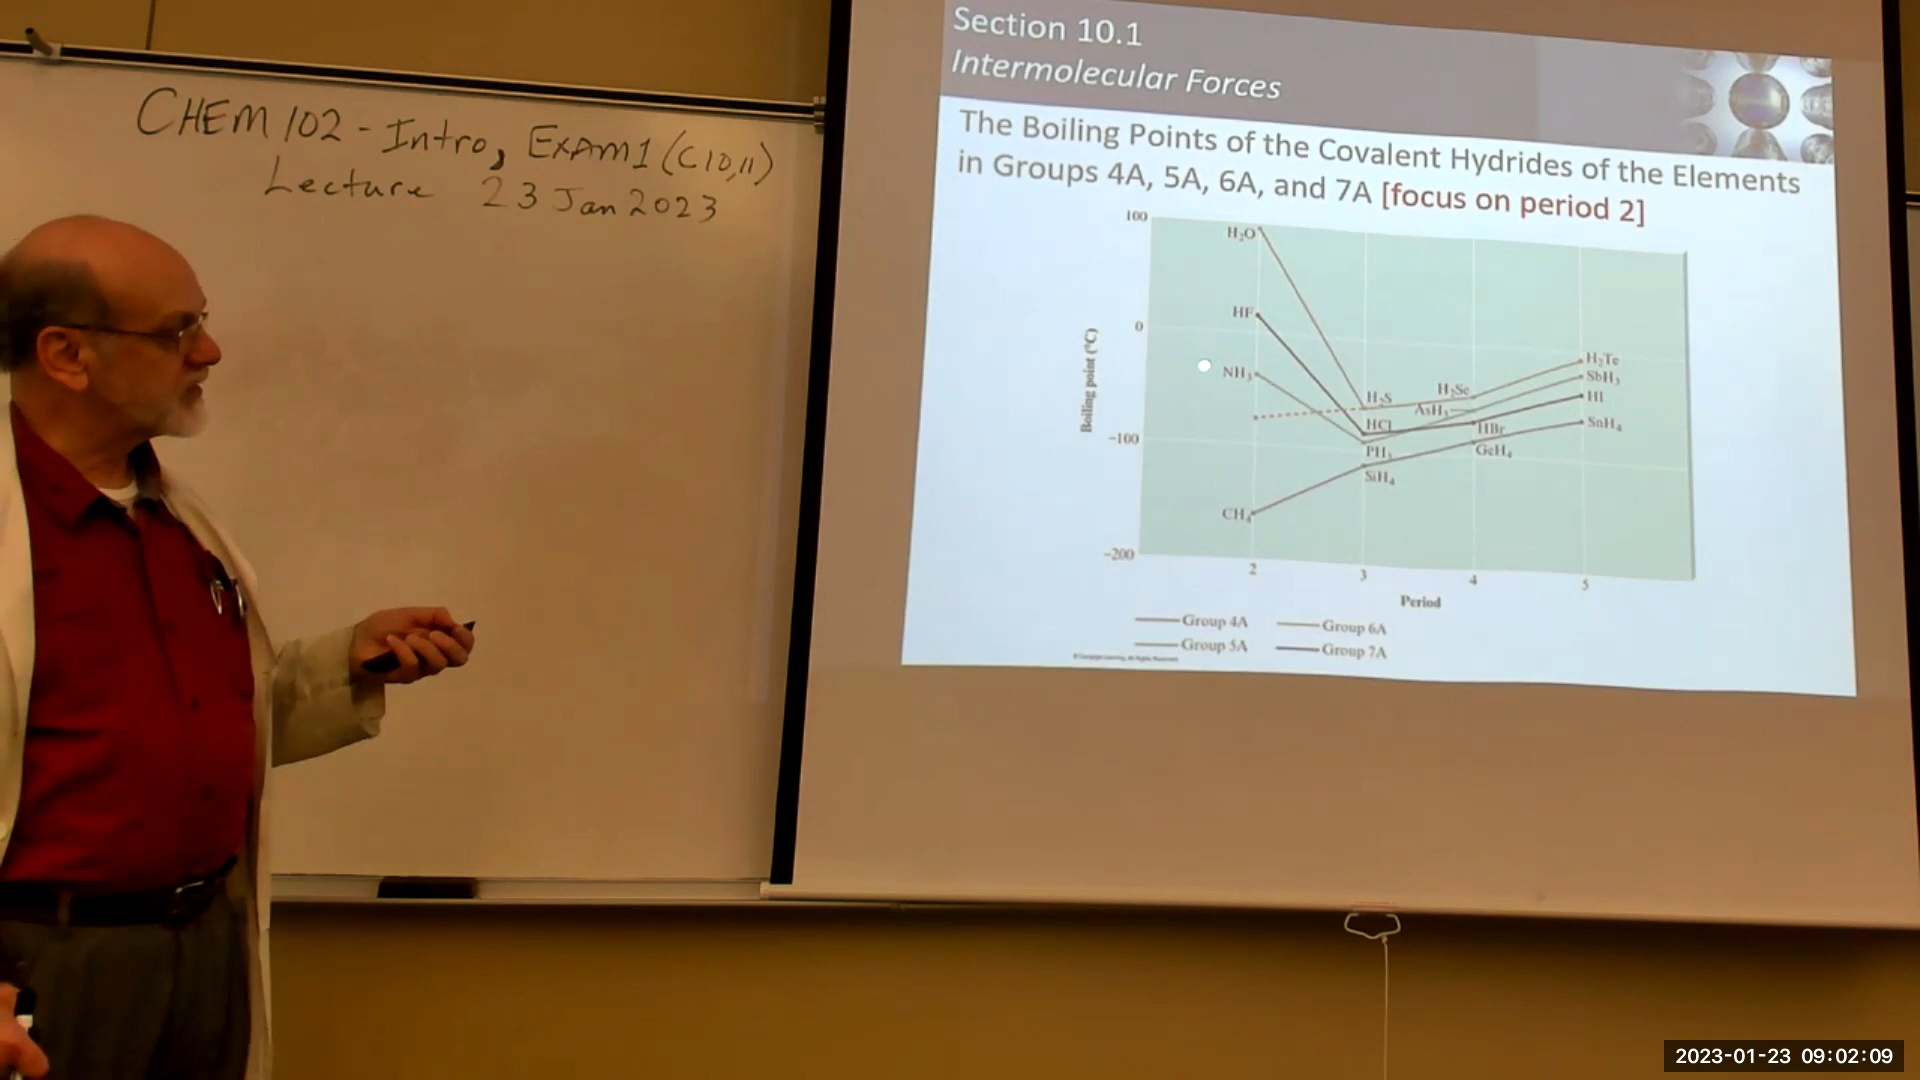 CHEM 102 - Intro, EXAM1 (C10,11)
Lecture 23 Jan 2023
Section 10.1
Intermolecular Forces
The Boiling Points of the Covalent Hydrides of the Elements
in Groups 4A, 5A, 6A, and 7A [focus on period 2]
100
0
−100
−200
Boiling point (°C)
H₂O
HF
NH₃
CH₄
H₂S
HCl
PH₃
SiH₄
H₂Se
AsH₃
HBr
GeH₄
H₂Te
SbH₃
HI
SnH₄
2 3 4 5
Period
Group 4A Group 6A
Group 5A Group 7A
2023-01-23 09:02:09